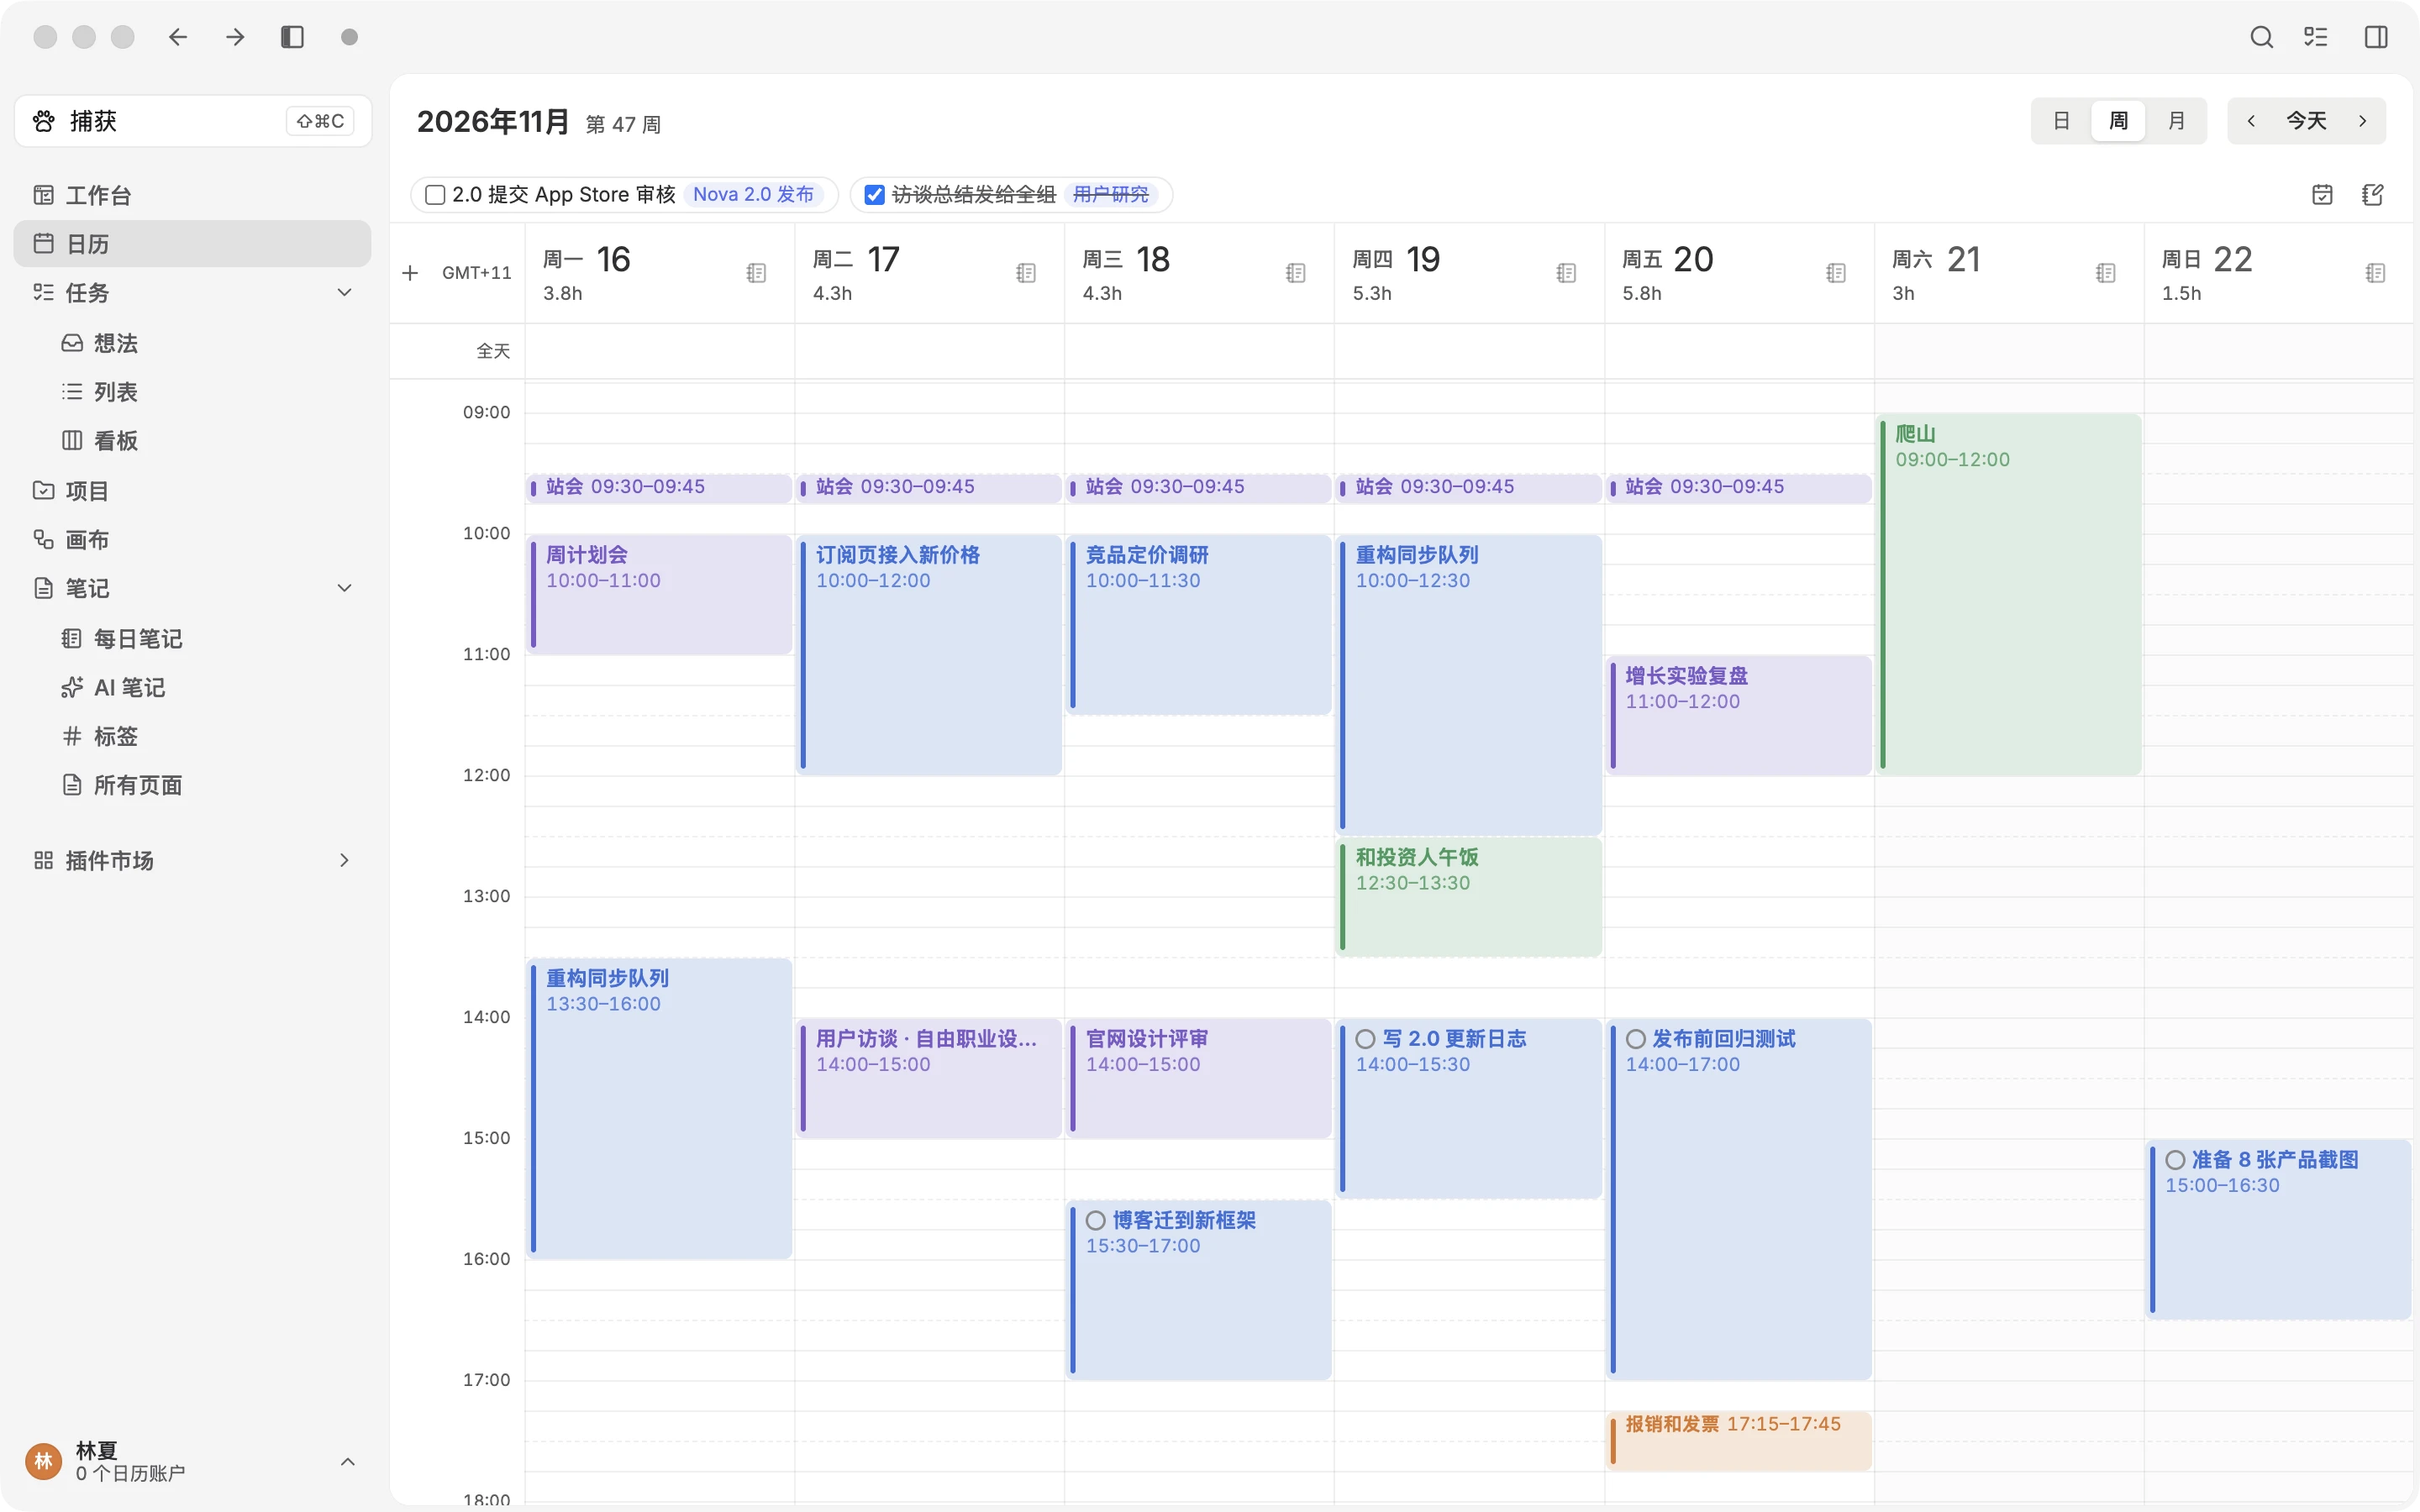 捕获 ⇧⌘C
工作台
日历
任务
想法
列表
看板
项目
画布
笔记
每日笔记
AI 笔记
标签
所有页面
插件市场
林 林夏
0 个日历账户
2026年11月 第 47 周
日 周 月 今天
2.0 提交 App Store 审核 Nova 2.0 发布 访谈总结发给全组 用户研究
GMT+11
周一 16
3.8h
周二 17
4.3h
周三 18
4.3h
周四 19
5.3h
周五 20
5.8h
周六 21
3h
周日 22
1.5h
全天
09:00
10:00
11:00
12:00
13:00
14:00
15:00
16:00
17:00
18:00
站会 09:30–09:45
周计划会
10:00–11:00
重构同步队列
13:30–16:00
站会 09:30–09:45
订阅页接入新价格
10:00–12:00
用户访谈 · 自由职业设...
14:00–15:00
站会 09:30–09:45
竞品定价调研
10:00–11:30
官网设计评审
14:00–15:00
博客迁到新框架
15:30–17:00
站会 09:30–09:45
重构同步队列
10:00–12:30
和投资人午饭
12:30–13:30
写 2.0 更新日志
14:00–15:30
站会 09:30–09:45
增长实验复盘
11:00–12:00
发布前回归测试
14:00–17:00
报销和发票 17:15–17:45
爬山
09:00–12:00
准备 8 张产品截图
15:00–16:30